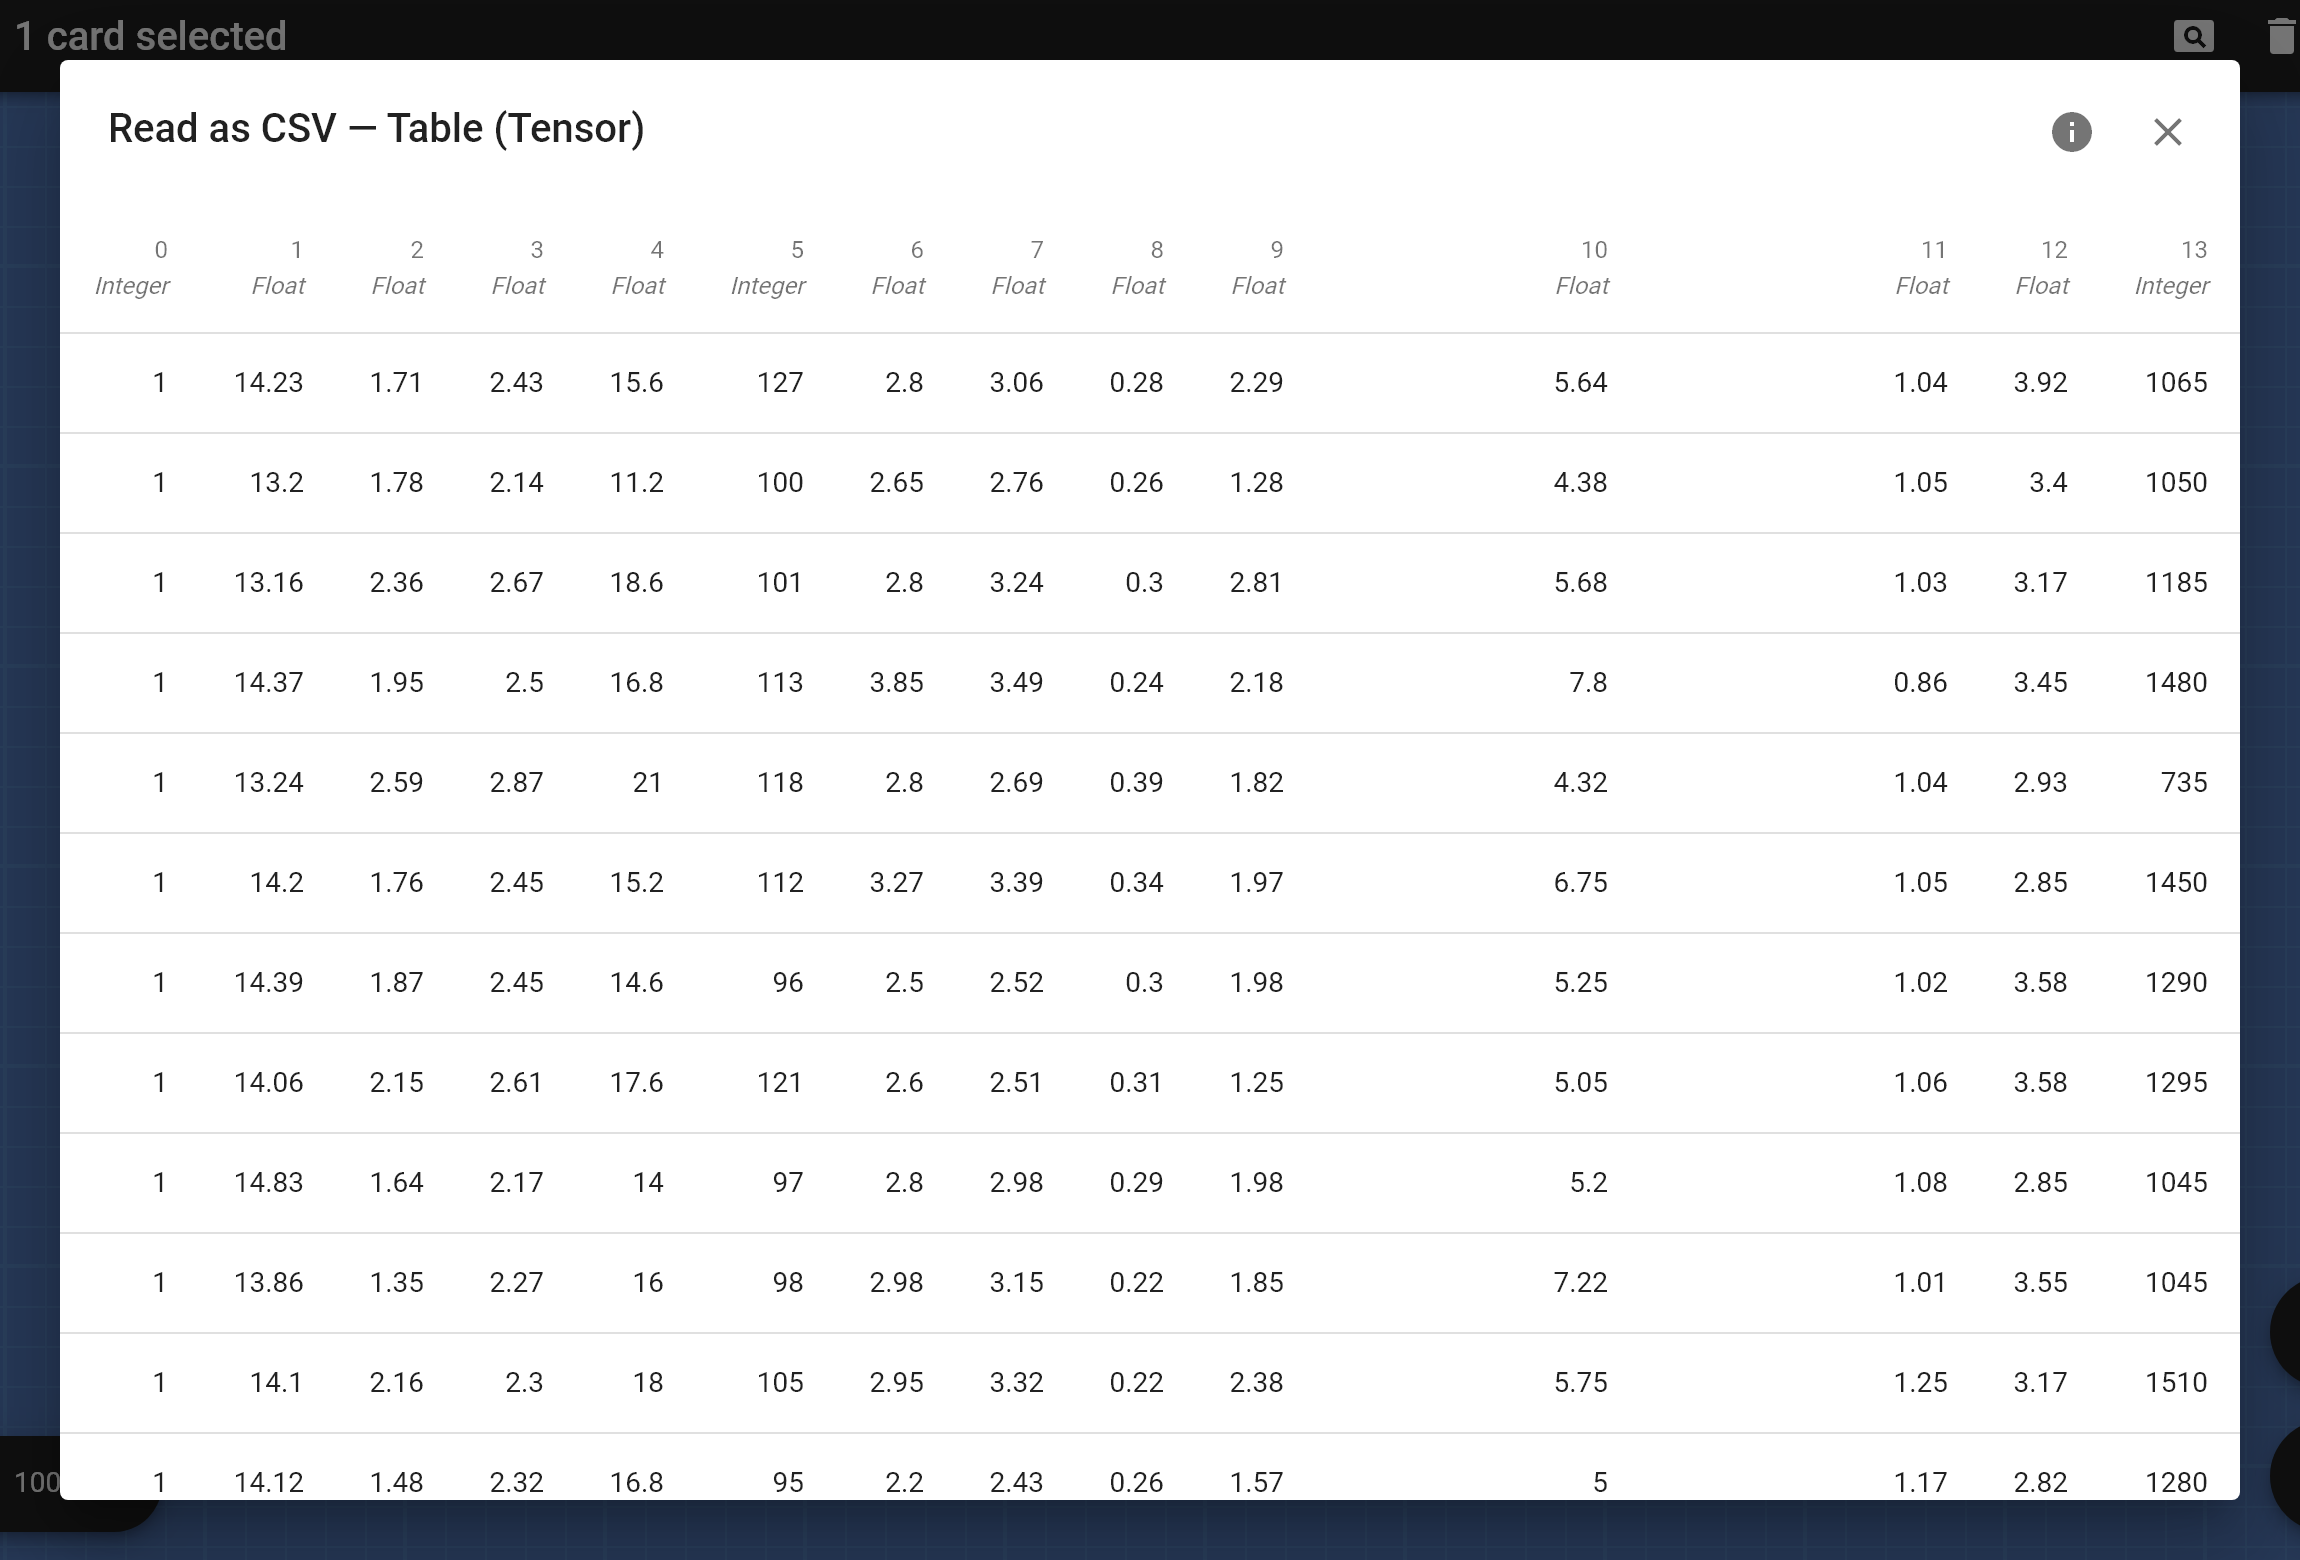 1 card selected
Read as CSV — Table (Tensor)
0 1 2 3 4 5 6 7 8 9 10 11 12 13
Integer Float Float Float Float Integer Float Float Float Float Float Float Float Integer
1 14.23 1.71 2.43 15.6 127 2.8 3.06 0.28 2.29 5.64 1.04 3.92 1065
1 13.2 1.78 2.14 11.2 100 2.65 2.76 0.26 1.28 4.38 1.05 3.4 1050
1 13.16 2.36 2.67 18.6 101 2.8 3.24 0.3 2.81 5.68 1.03 3.17 1185
1 14.37 1.95 2.5 16.8 113 3.85 3.49 0.24 2.18 7.8 0.86 3.45 1480
1 13.24 2.59 2.87 21 118 2.8 2.69 0.39 1.82 4.32 1.04 2.93 735
1 14.2 1.76 2.45 15.2 112 3.27 3.39 0.34 1.97 6.75 1.05 2.85 1450
1 14.39 1.87 2.45 14.6 96 2.5 2.52 0.3 1.98 5.25 1.02 3.58 1290
1 14.06 2.15 2.61 17.6 121 2.6 2.51 0.31 1.25 5.05 1.06 3.58 1295
1 14.83 1.64 2.17 14 97 2.8 2.98 0.29 1.98 5.2 1.08 2.85 1045
1 13.86 1.35 2.27 16 98 2.98 3.15 0.22 1.85 7.22 1.01 3.55 1045
1 14.1 2.16 2.3 18 105 2.95 3.32 0.22 2.38 5.75 1.25 3.17 1510
100
1 14.12 1.48 2.32 16.8 95 2.2 2.43 0.26 1.57 5 1.17 2.82 1280